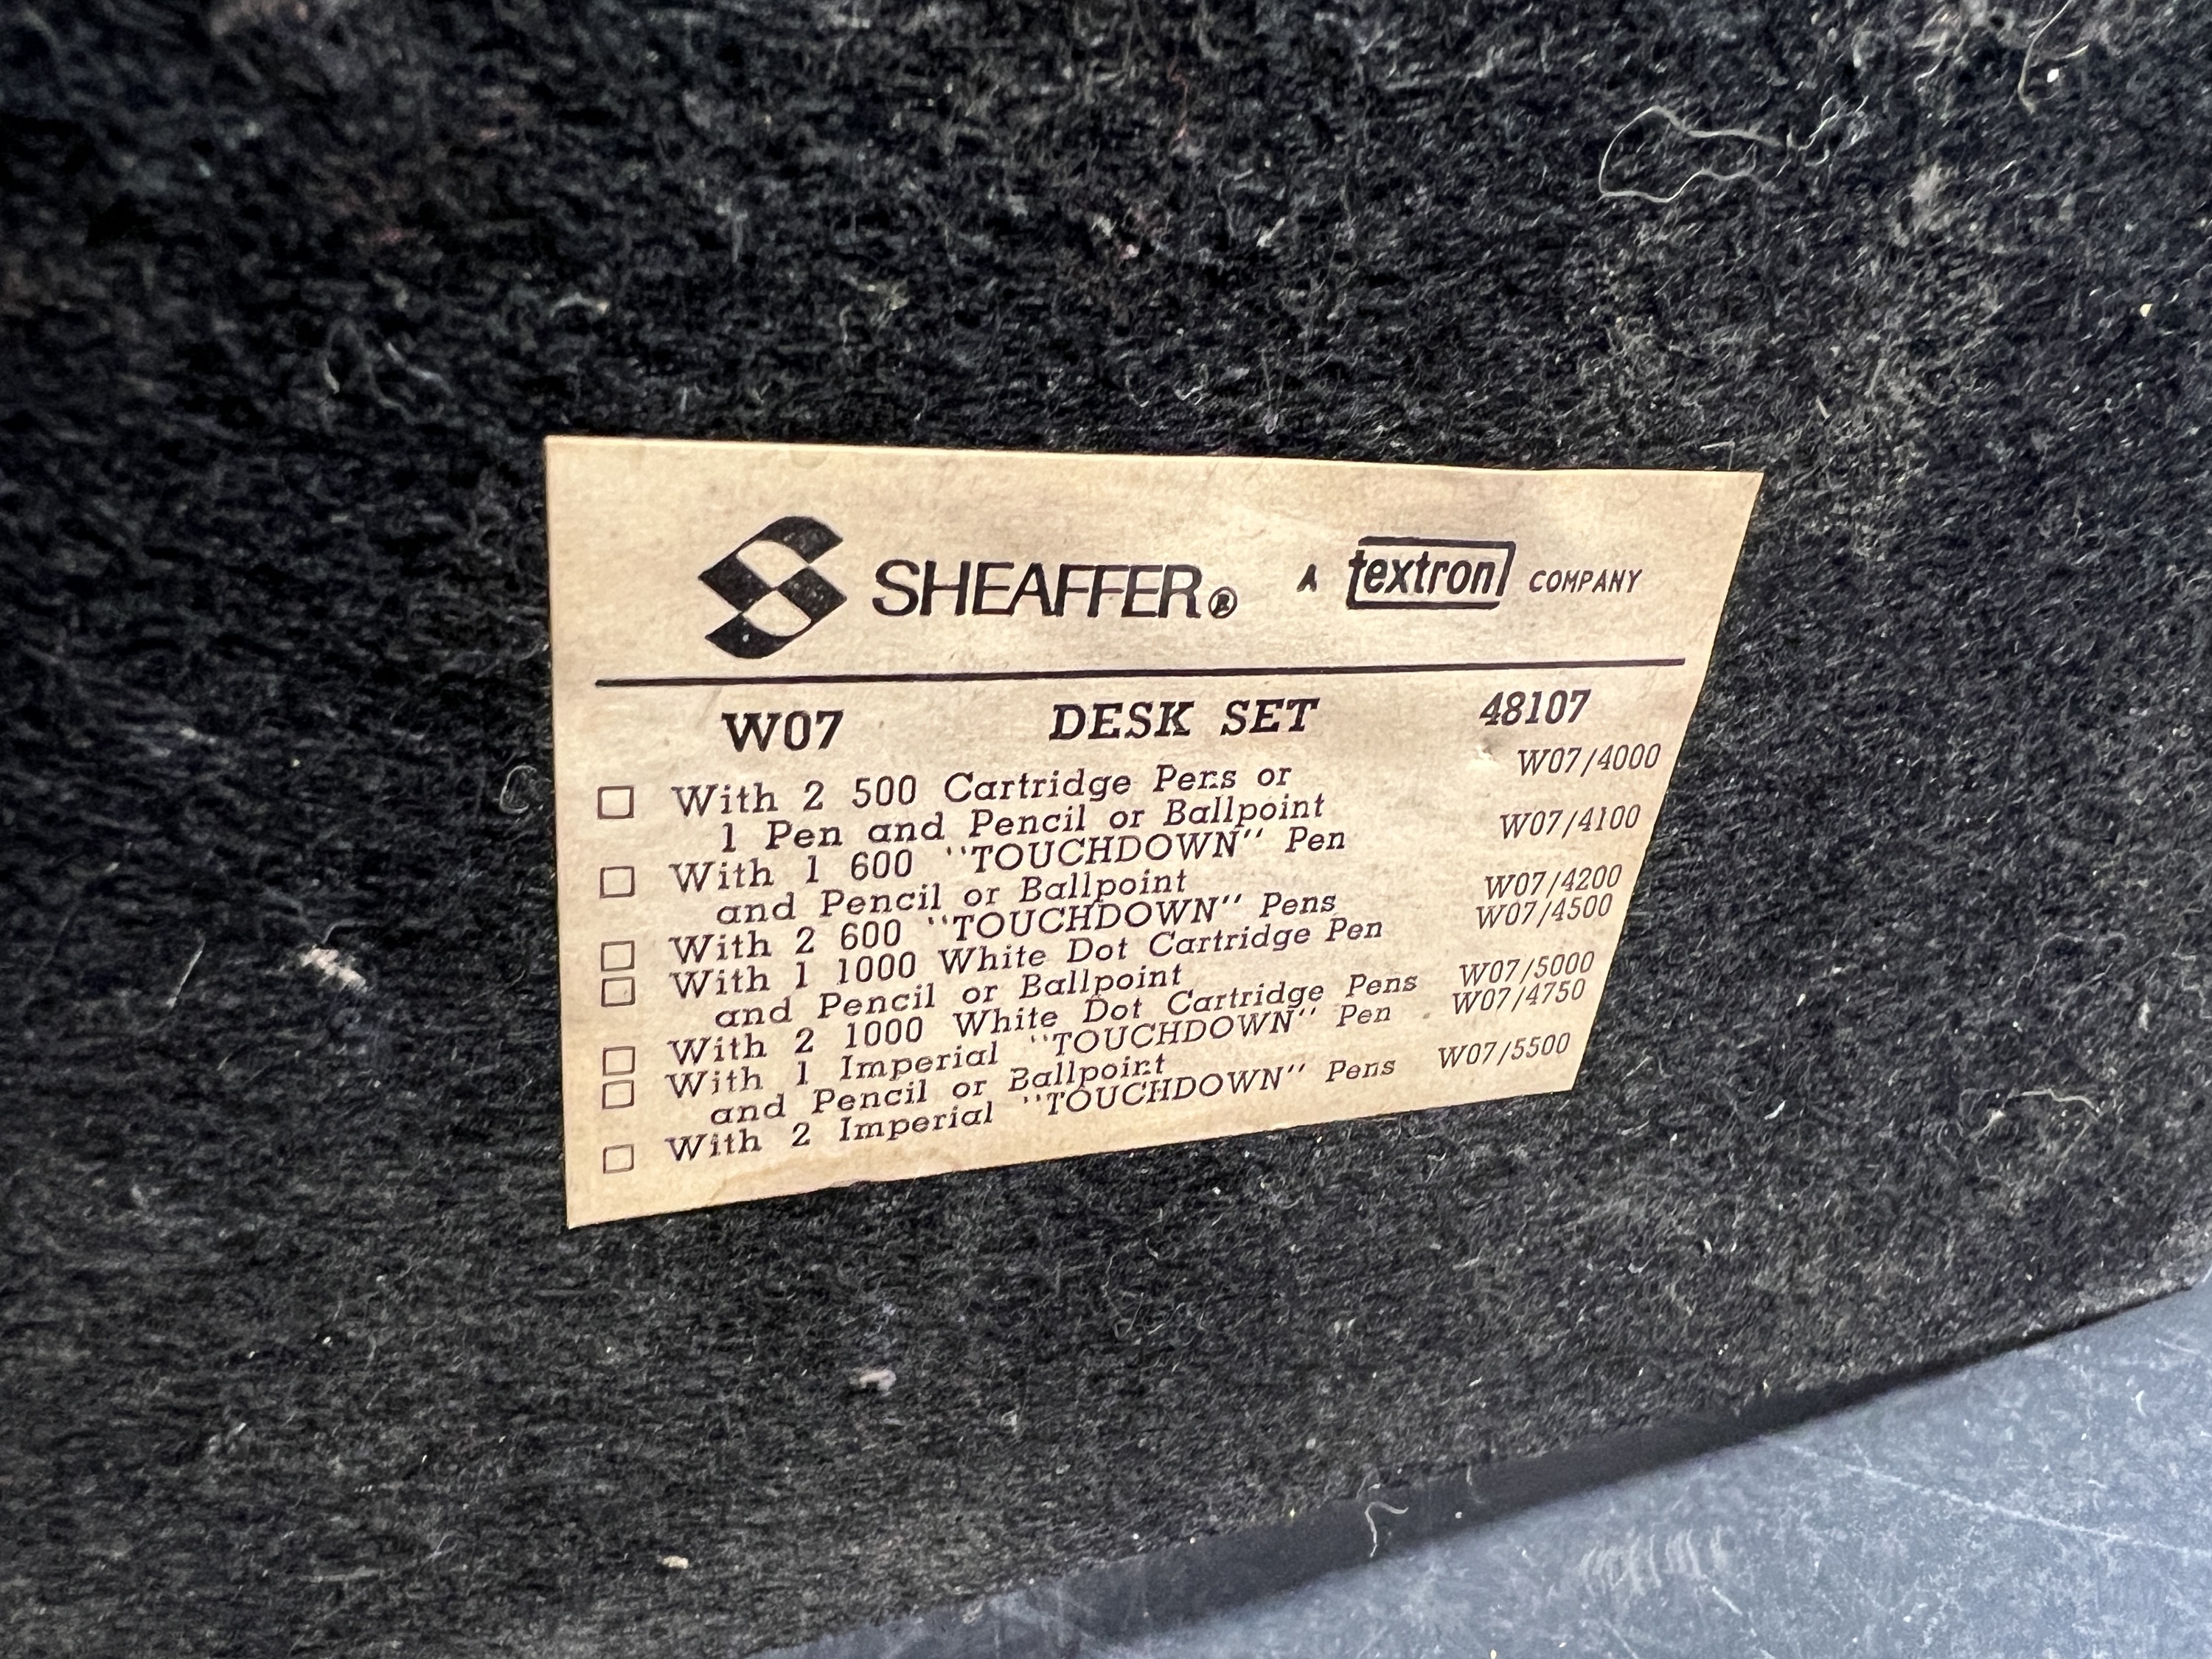 SHEAFFER® A textron COMPANY
W07 DESK SET 48107
With 2 500 Cartridge Pens or W07/4000
1 Pen and Pencil or Ballpoint
With 1 600 "TOUCHDOWN" Pen W07/4100
and Pencil or Ballpoint
With 2 600 "TOUCHDOWN" Pens W07/4200
With 1 1000 White Dot Cartridge Pen W07/4500
and Pencil or Ballpoint
With 2 1000 White Dot Cartridge Pens W07/5000
With 1 Imperial "TOUCHDOWN" Pen W07/4750
and Pencil or Ballpoint
With 2 Imperial "TOUCHDOWN" Pens W07/5500